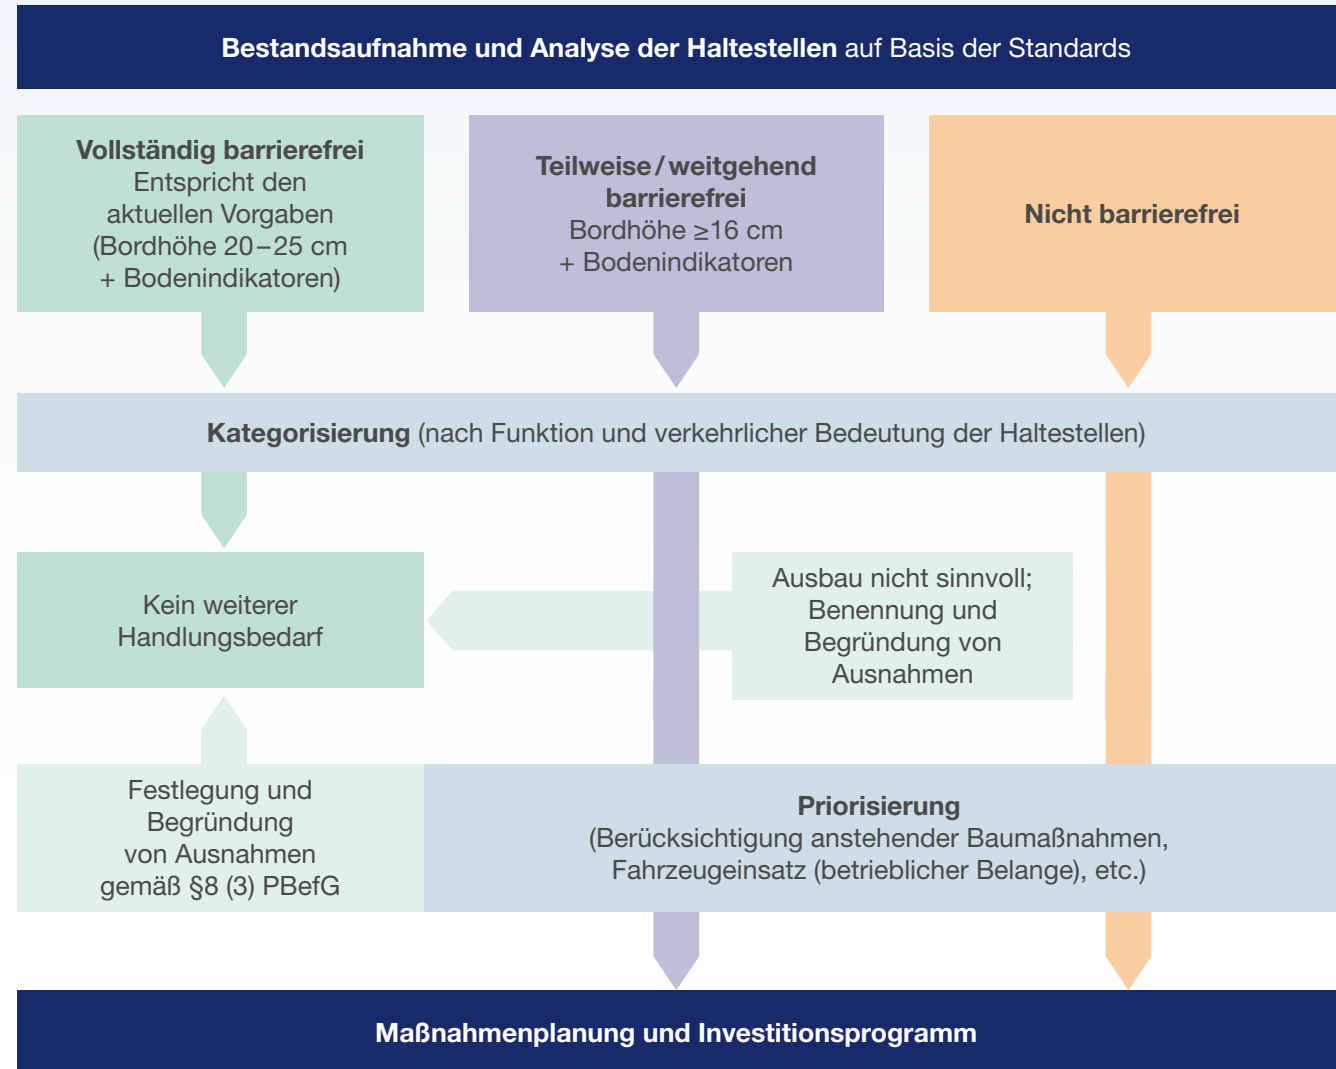 Bestandsaufnahme und Analyse der Haltestellen auf Basis der Standards
Vollständig barrierefrei
Entspricht den
aktuellen Vorgaben
(Bordhöhe 20–25 cm
+ Bodenindikatoren)
Teilweise/weitgehend
barrierefrei
Bordhöhe ≥16 cm
+ Bodenindikatoren
Nicht barrierefrei
Kategorisierung (nach Funktion und verkehrlicher Bedeutung der Haltestellen)
Kein weiterer
Handlungsbedarf
Ausbau nicht sinnvoll;
Benennung und
Begründung von
Ausnahmen
Festlegung und
Begründung
von Ausnahmen
gemäß §8 (3) PBefG
Priorisierung
(Berücksichtigung anstehender Baumaßnahmen,
Fahrzeugeinsatz (betrieblicher Belange), etc.)
Maßnahmenplanung und Investitionsprogramm